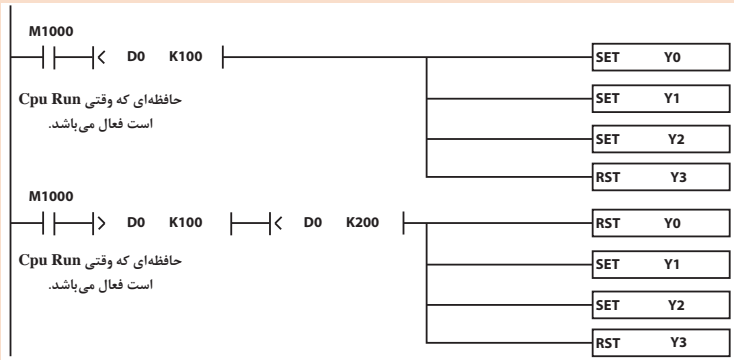 M1000
< D0 K100
SET Y0
حافظه‌ای که وقتی Cpu Run
است فعال می‌باشد.
SET Y1
SET Y2
RST Y3
M1000
> D0 K100 < D0 K200
RST Y0
حافظه‌ای که وقتی Cpu Run
است فعال می‌باشد.
SET Y1
SET Y2
RST Y3